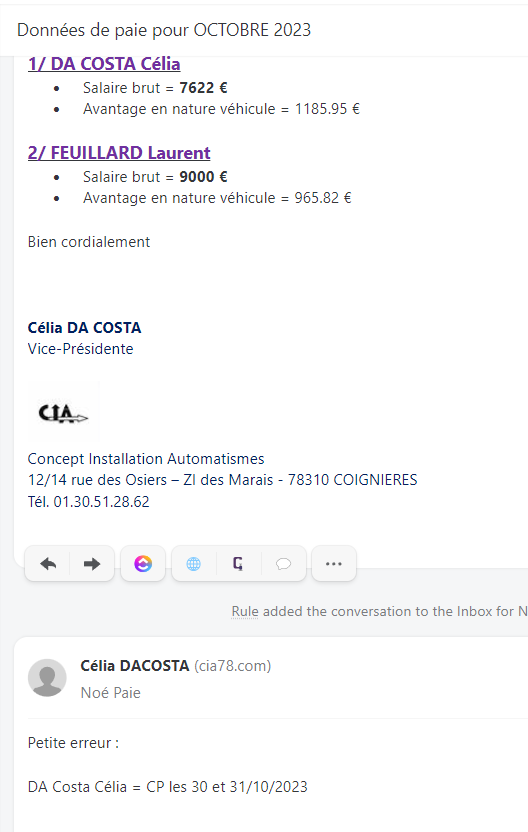 Données de paie pour OCTOBRE 2023
1/ DA COSTA Célia
• Salaire brut = 7622 €
• Avantage en nature véhicule = 1185.95 €
2/ FEUILLARD Laurent
• Salaire brut = 9000 €
• Avantage en nature véhicule = 965.82 €
Bien cordialement
Célia DA COSTA
Vice-Présidente
CIA
Concept Installation Automatismes
12/14 rue des Osiers – ZI des Marais - 78310 COIGNIERES
Tél. 01.30.51.28.62
Rule added the conversation to the Inbox for N
Célia DACOSTA (cia78.com)
Noé Paie
Petite erreur :
DA Costa Célia = CP les 30 et 31/10/2023